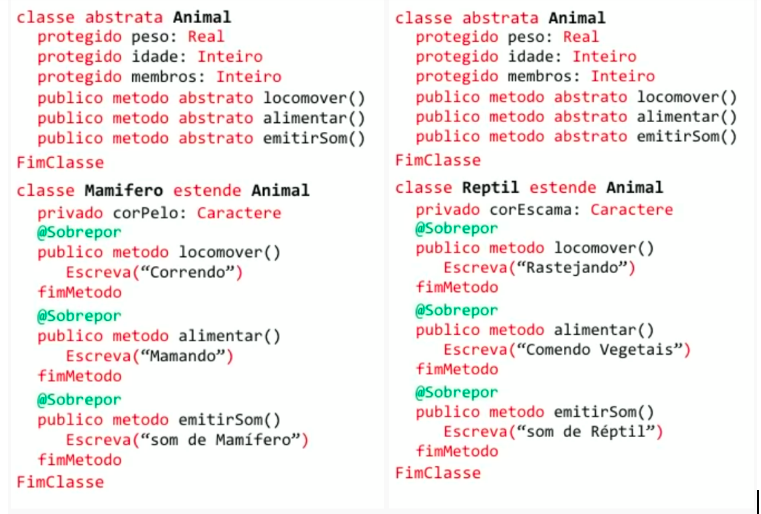 classe abstrata Animal
protegido peso: Real
protegido idade: Inteiro
protegido membros: Inteiro
publico metodo abstrato locomover()
publico metodo abstrato alimentar()
publico metodo abstrato emitirSom()
FimClasse
classe Mamifero estende Animal
privado corPelo: Caractere
@Sobrepor
publico metodo locomover()
Escreva(“Correndo”)
fimMetodo
@Sobrepor
publico metodo alimentar()
Escreva(“Mamando”)
fimMetodo
@Sobrepor
publico metodo emitirSom()
Escreva(“som de Mamífero”)
fimMetodo
FimClasse
classe abstrata Animal
protegido peso: Real
protegido idade: Inteiro
protegido membros: Inteiro
publico metodo abstrato locomover()
publico metodo abstrato alimentar()
publico metodo abstrato emitirSom()
FimClasse
classe Reptil estende Animal
privado corEscama: Caractere
@Sobrepor
publico metodo locomover()
Escreva(“Rastejando”)
fimMetodo
@Sobrepor
publico metodo alimentar()
Escreva(“Comendo Vegetais”)
fimMetodo
@Sobrepor
publico metodo emitirSom()
Escreva(“som de Réptil”)
fimMetodo
FimClasse